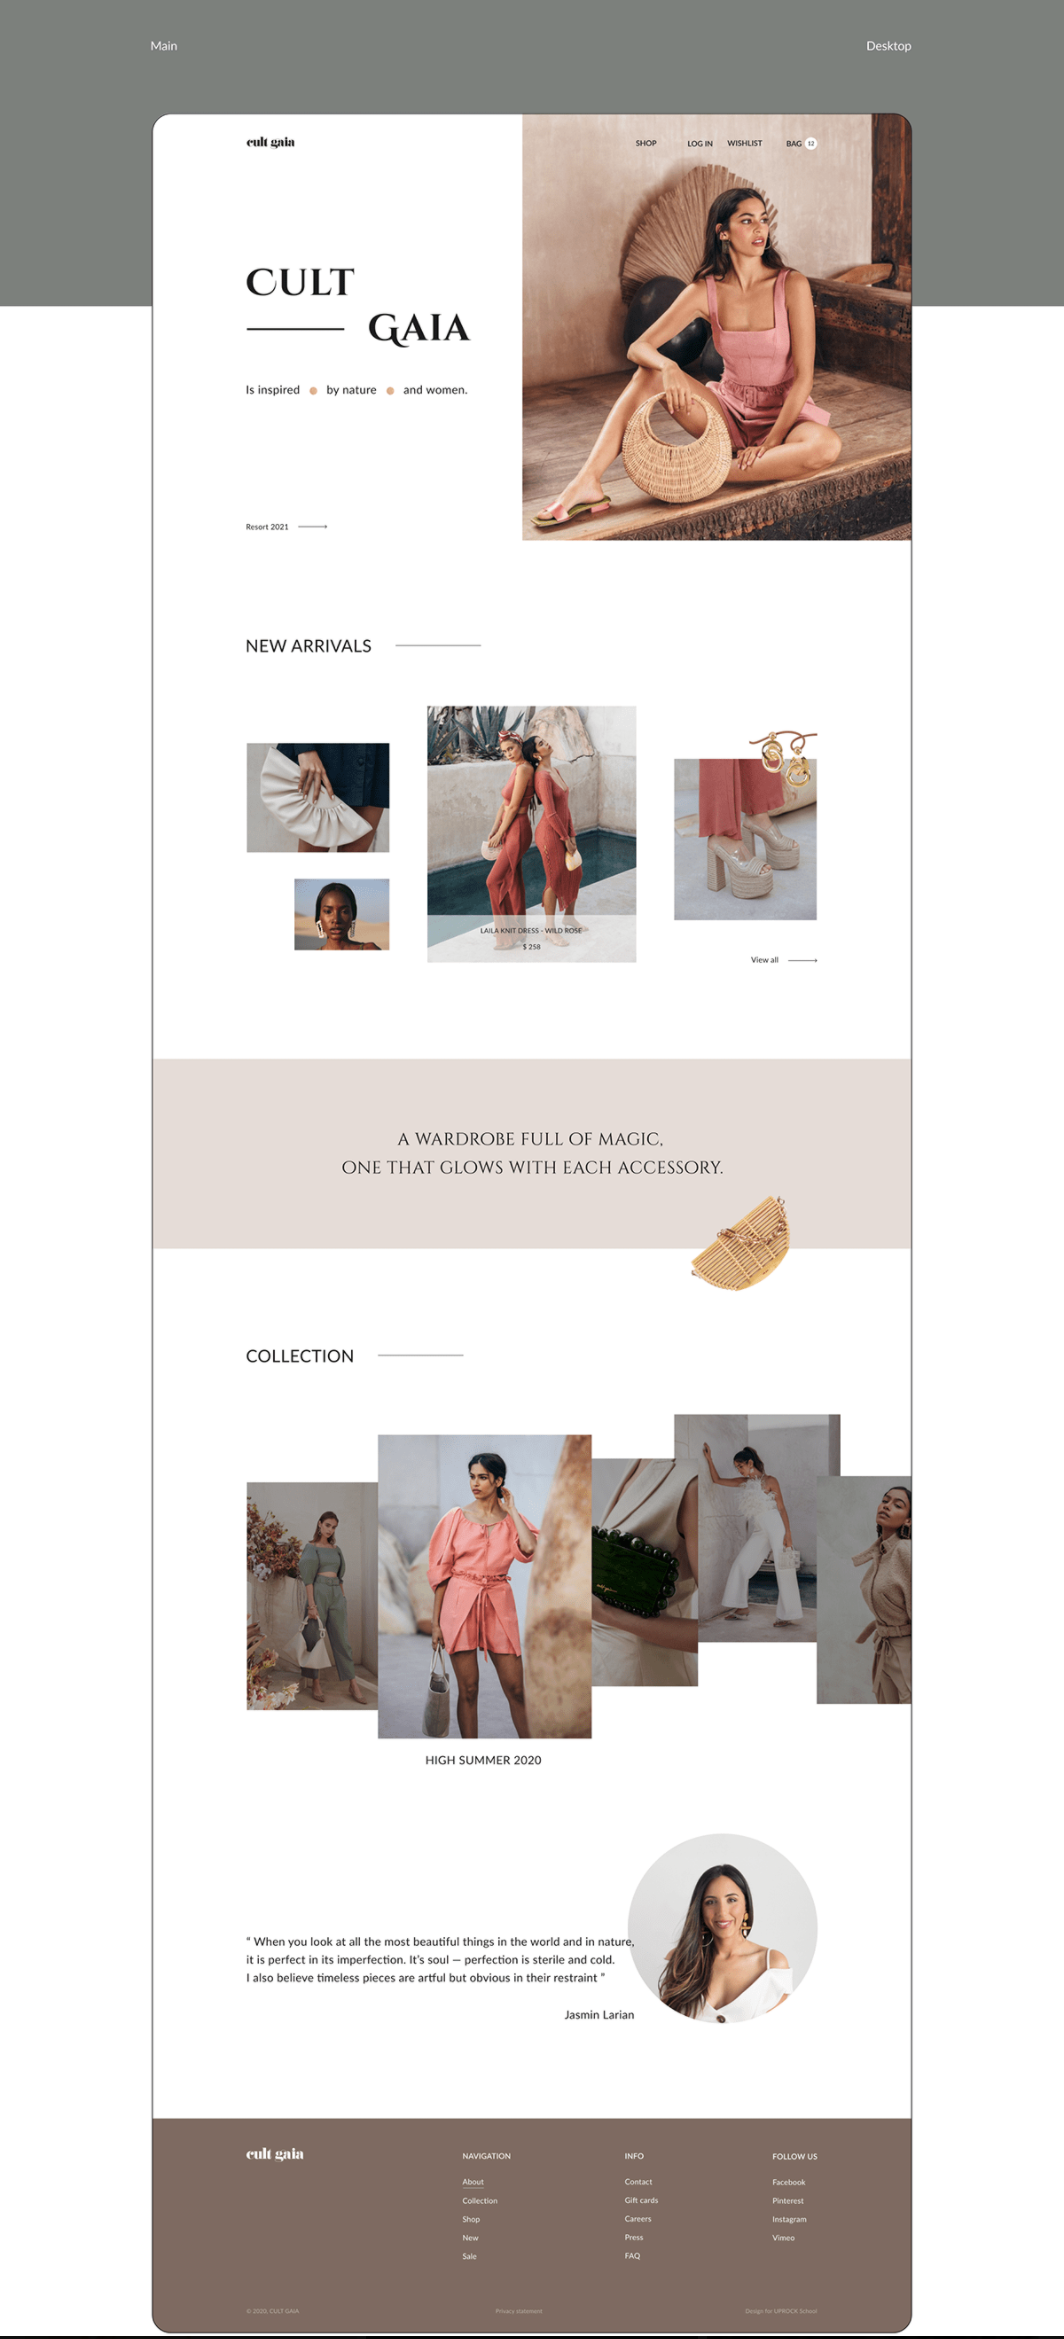 Main
Desktop
cult gaia
SHOP
LOG IN
WISHLIST
BAG 12
CULT
GAIA
Is inspired
by nature
and women.
Resort 2021
NEW ARRIVALS
LAILA KNIT DRESS - WILD ROSE
$ 258
View all
A WARDROBE FULL OF MAGIC,
ONE THAT GLOWS WITH EACH ACCESSORY.
COLLECTION
HIGH SUMMER 2020
“ When you look at all the most beautiful things in the world and in nature,
it is perfect in its imperfection. It's soul — perfection is sterile and cold.
I also believe timeless pieces are artful but obvious in their restraint ”
Jasmin Larian
cult gaia
NAVIGATION
About
Collection
Shop
New
Sale
INFO
Contact
Gift cards
Careers
Press
FAQ
FOLLOW US
Facebook
Pinterest
Instagram
Vimeo
© 2020, CULT GAIA
Privacy statement
Design for UPROCK School